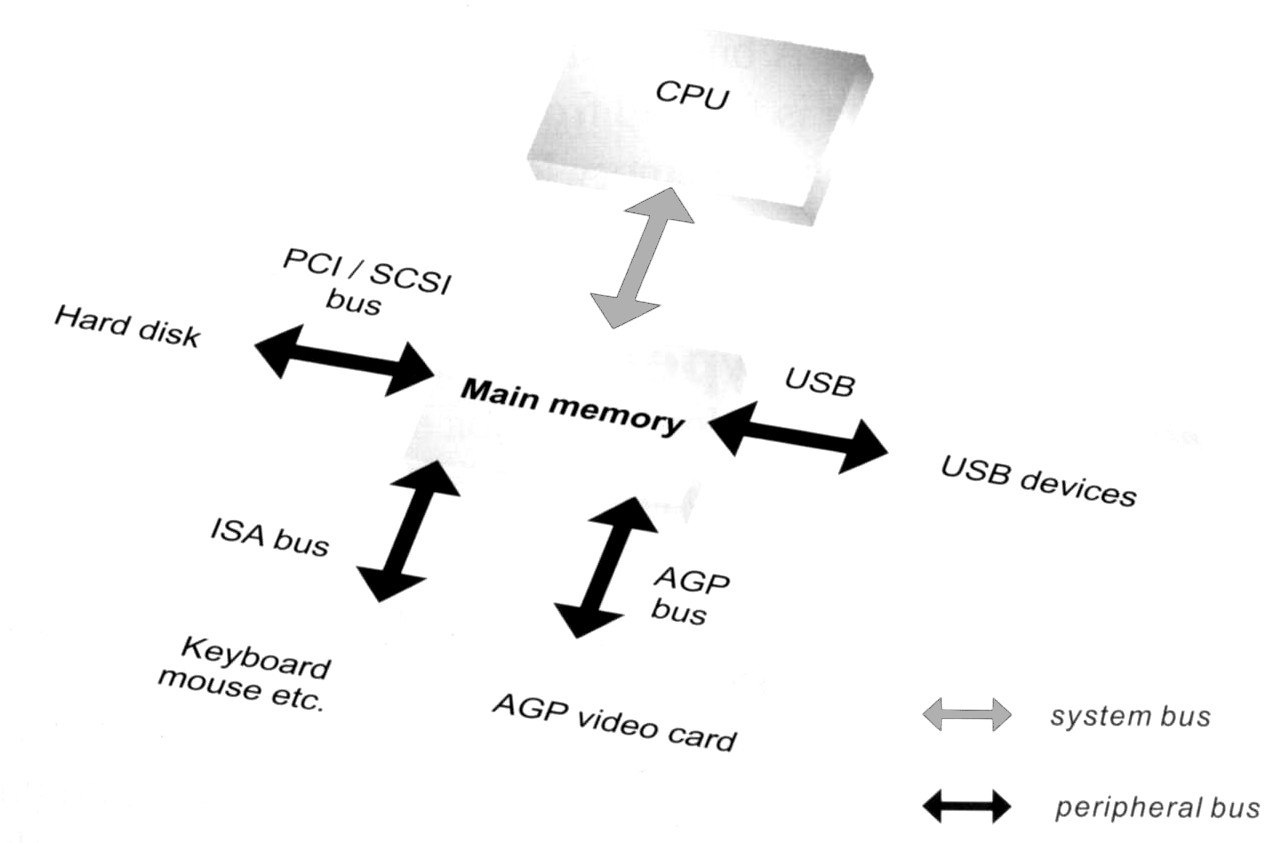 CPU
PCI / SCSI
bus
Hard disk
Main memory
USB
USB devices
ISA bus
AGP
bus
Keyboard
mouse etc.
AGP video card
system bus
peripheral bus